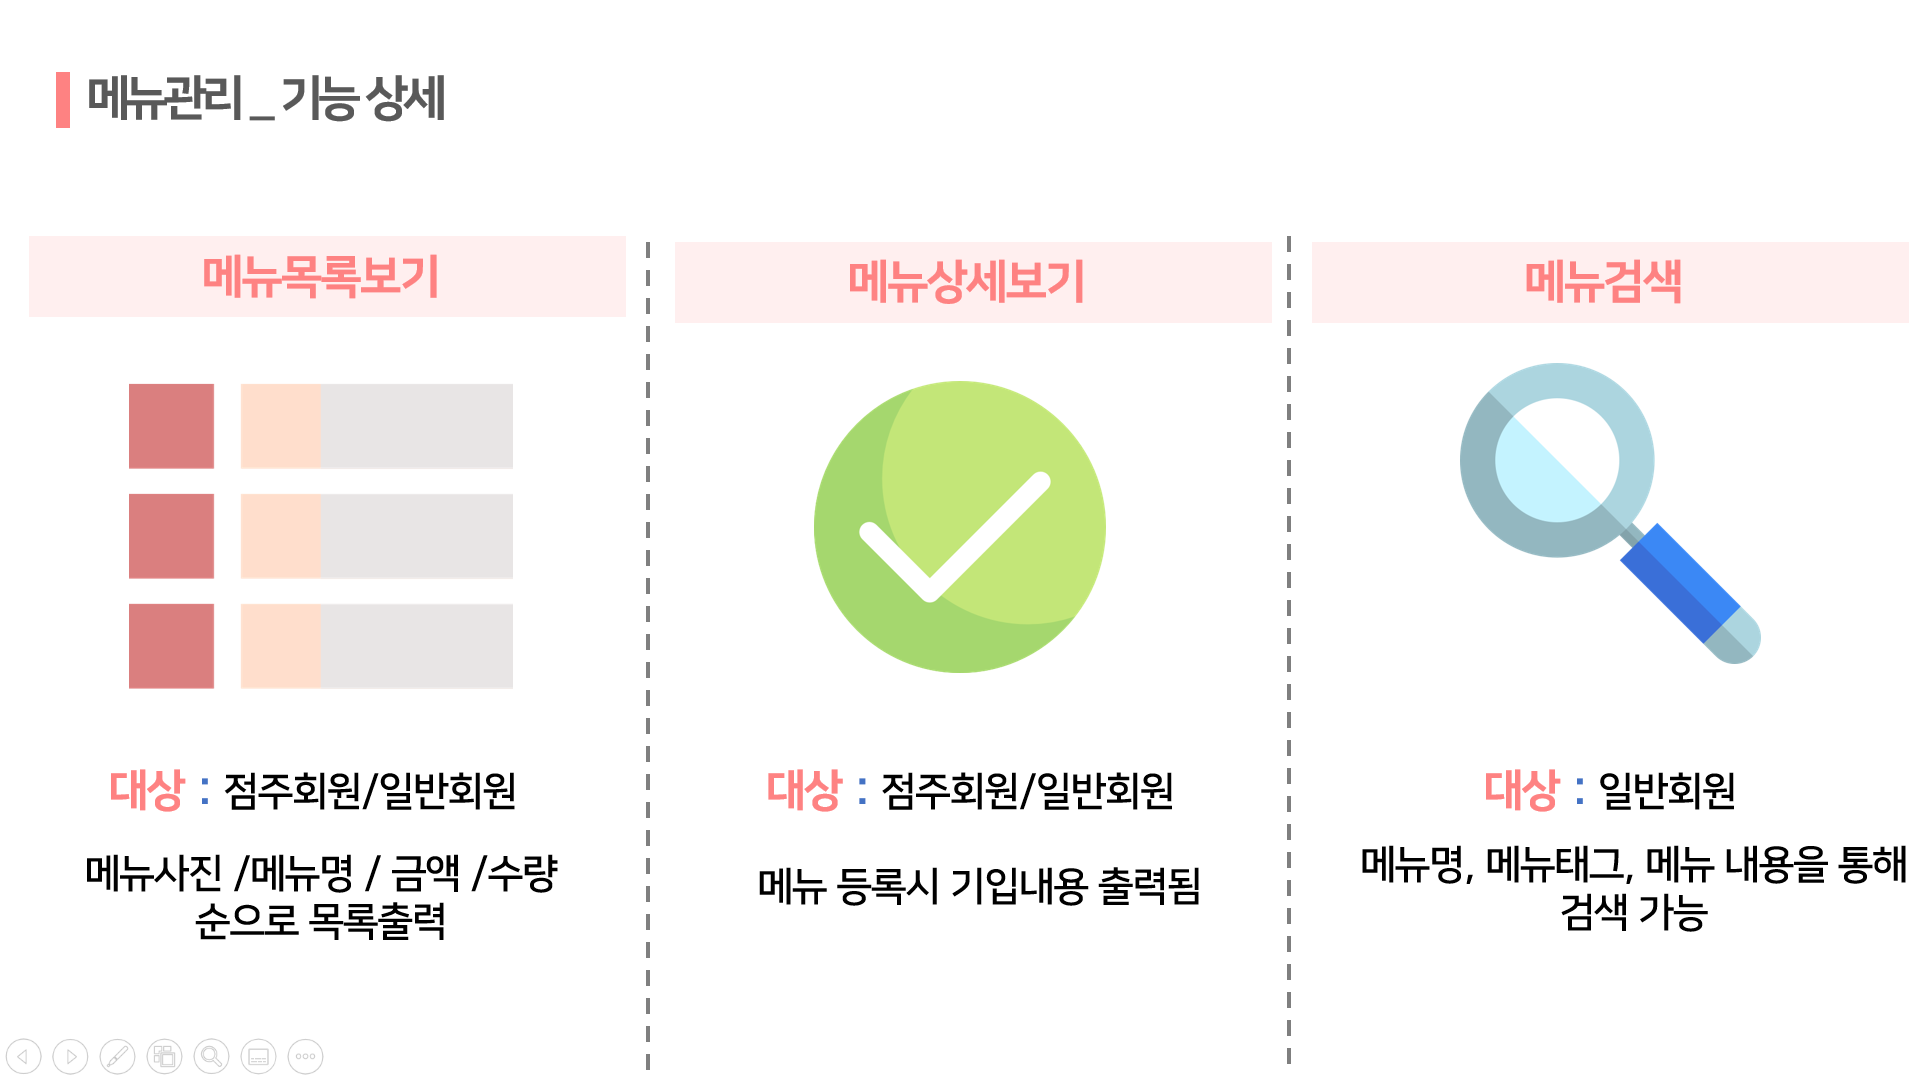 메뉴관리 _ 기능 상세
메뉴목록보기
대상 : 점주회원/일반회원
메뉴사진 /메뉴명 / 금액 /수량
순으로 목록출력
메뉴상세보기
대상 : 점주회원/일반회원
메뉴 등록시 기입내용 출력됨
메뉴검색
대상 : 일반회원
메뉴명, 메뉴태그, 메뉴 내용을 통해
검색 가능